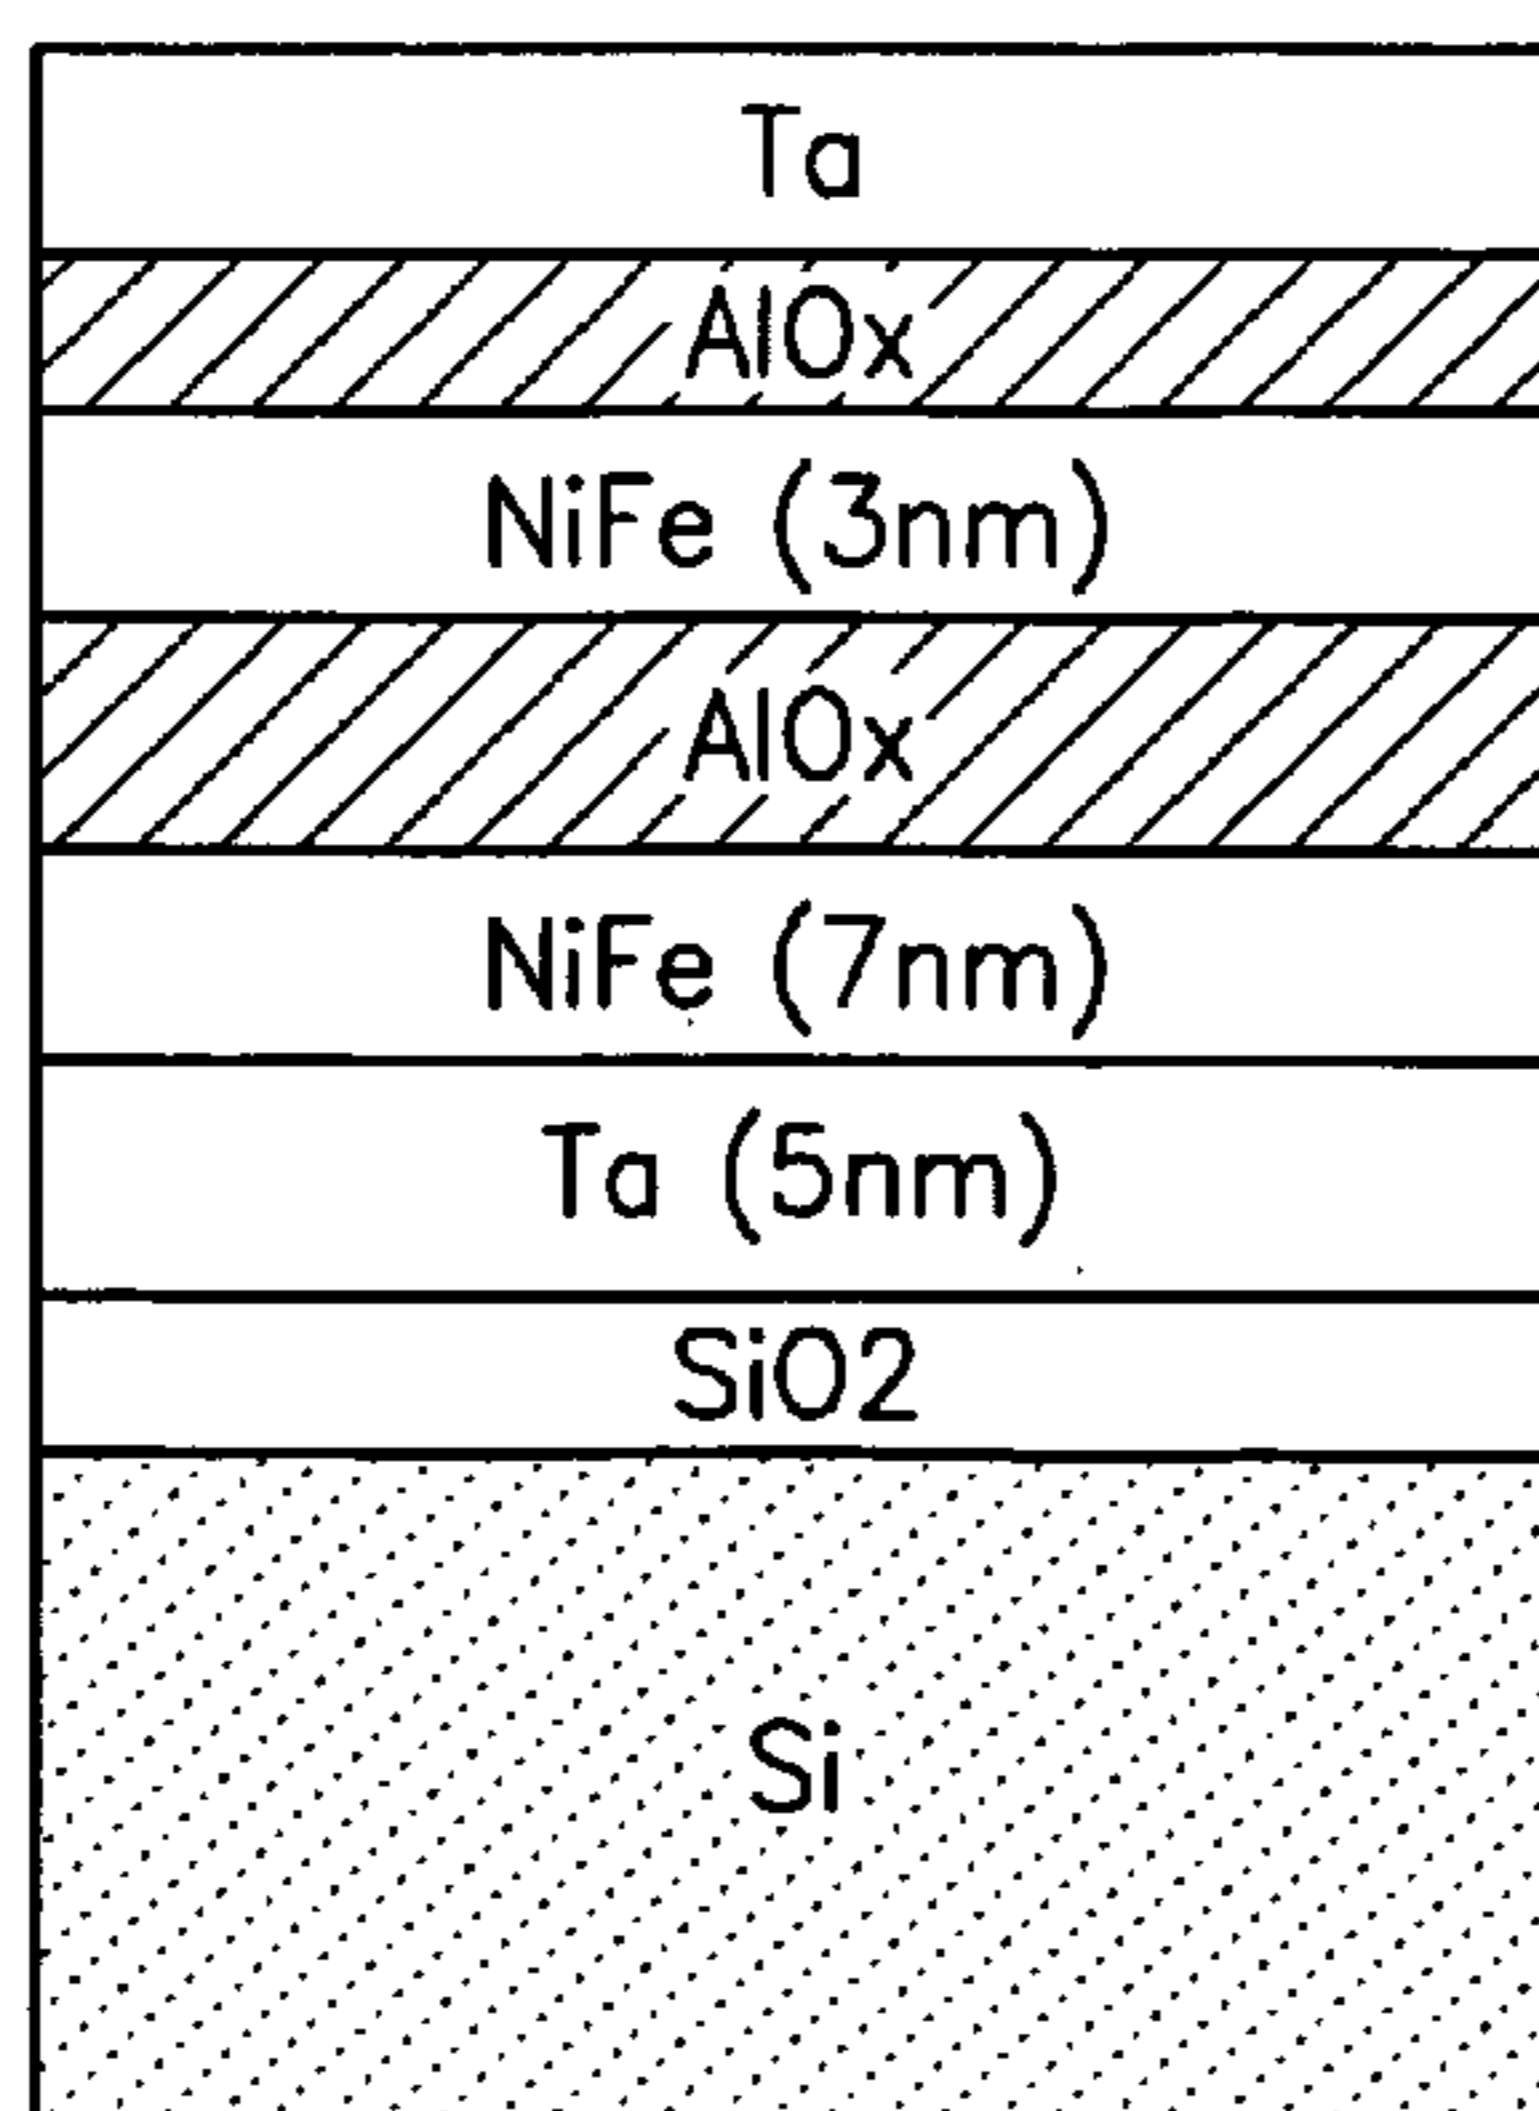 Ta
AlOx
NiFe (3nm)
AlOx
NiFe (7nm)
Ta (5nm)
SiO2
Si